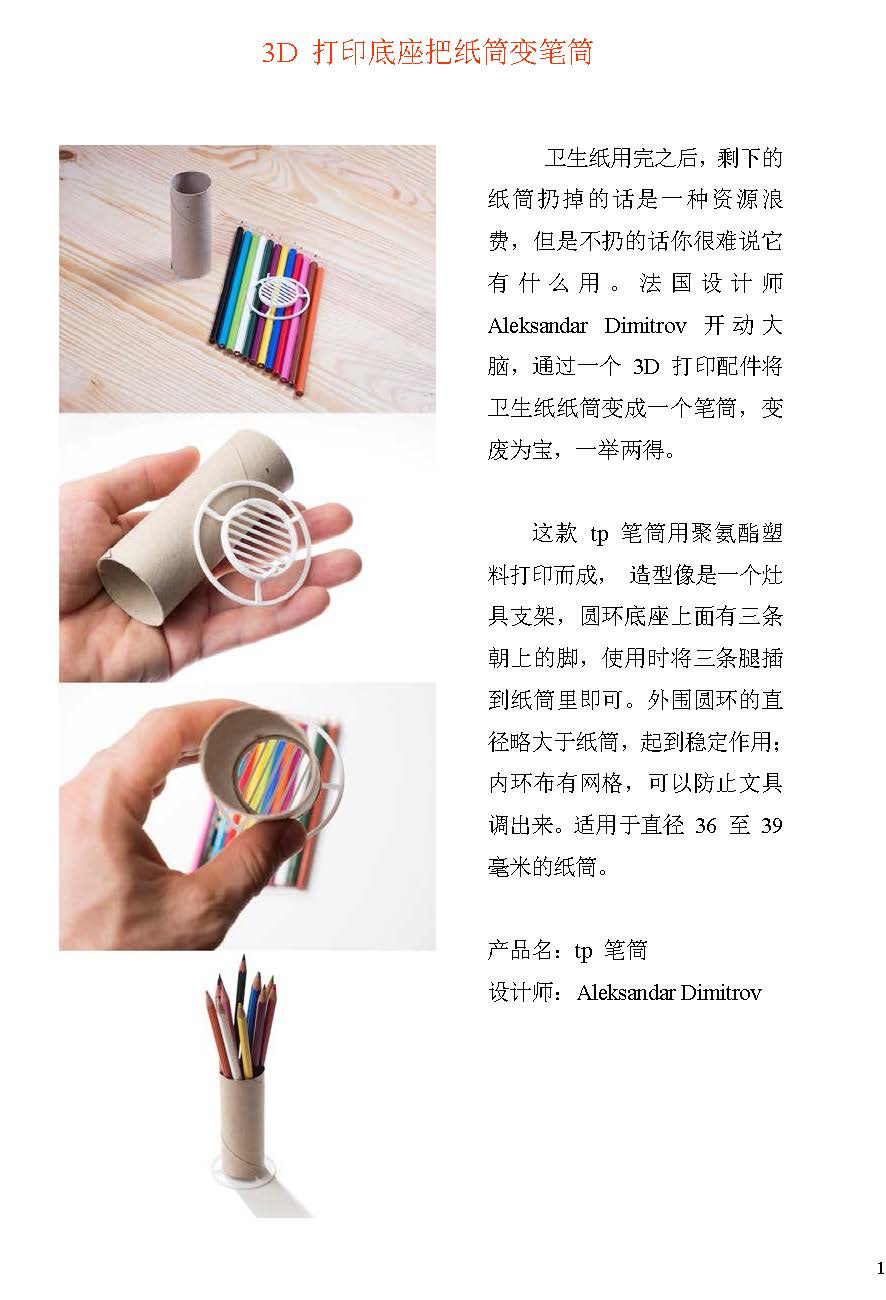 3D 打印底座把纸筒变笔筒
卫生纸用完之后，剩下的
纸筒扔掉的话是一种资源浪
费，但是不扔的话你很难说它
有什么用。法国设计师
Aleksandar Dimitrov 开动大
脑，通过一个 3D 打印配件将
卫生纸纸筒变成一个笔筒，变
废为宝，一举两得。
这款 tp 笔筒用聚氨酯塑
料打印而成， 造型像是一个灶
具支架，圆环底座上面有三条
朝上的脚，使用时将三条腿插
到纸筒里即可。外围圆环的直
径略大于纸筒，起到稳定作用；
内环布有网格，可以防止文具
调出来。适用于直径 36 至 39
毫米的纸筒。
产品名：tp 笔筒
设计师：Aleksandar Dimitrov
1